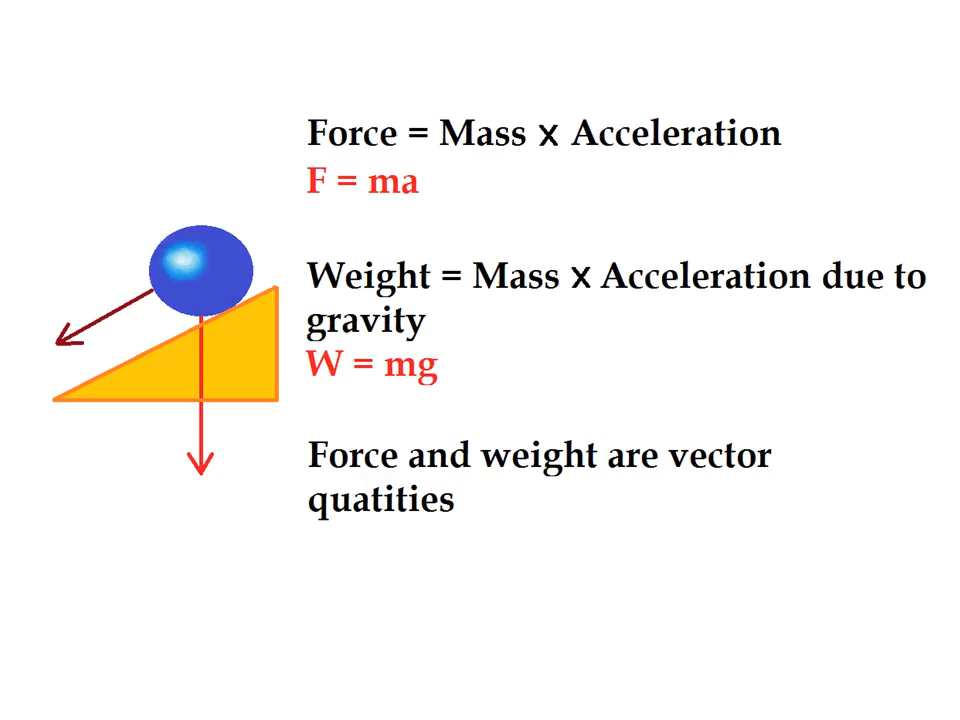 Force = Mass x Acceleration
F = ma
Weight = Mass x Acceleration due to
gravity
W = mg
Force and weight are vector
quatities